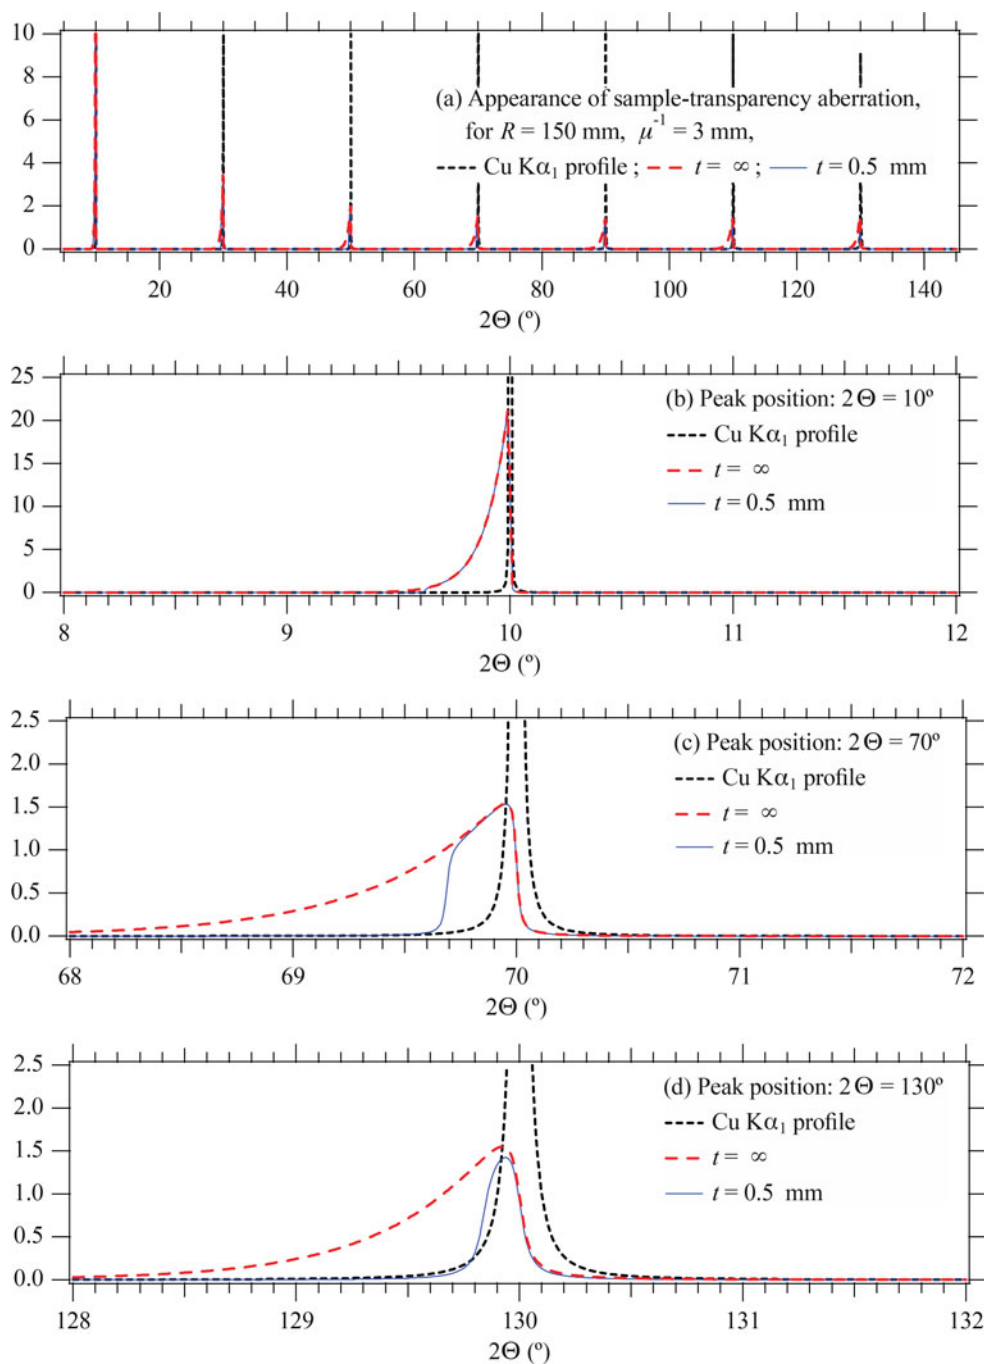 10
8
6
4
2
0
(a) Appearance of sample-transparency aberration,
for R = 150 mm, μ⁻¹ = 3 mm,
Cu Kα₁ profile ; t = ∞ ; t = 0.5 mm
20 40 60 80 100 120 140
2Θ (º)
25
20
15
10
5
0
(b) Peak position: 2Θ = 10º
Cu Kα₁ profile
t = ∞
t = 0.5 mm
8 9 10 11 12
2Θ (º)
2.5
2.0
1.5
1.0
0.5
0.0
(c) Peak position: 2Θ = 70º
Cu Kα₁ profile
t = ∞
t = 0.5 mm
68 69 70 71 72
2Θ (º)
2.5
2.0
1.5
1.0
0.5
0.0
(d) Peak position: 2Θ = 130º
Cu Kα₁ profile
t = ∞
t = 0.5 mm
128 129 130 131 132
2Θ (º)